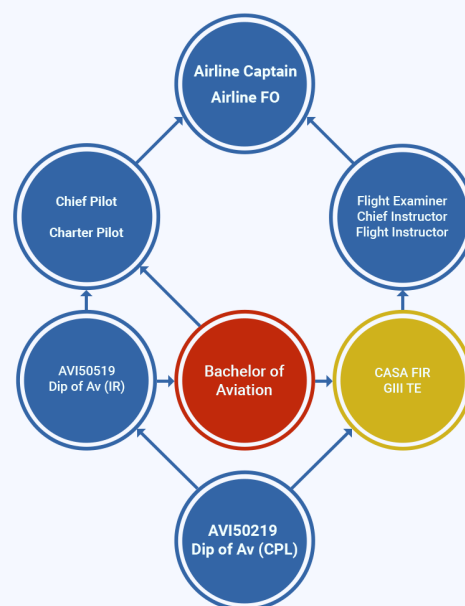 Airline Captain
Airline FO
Chief Pilot
Charter Pilot
Flight Examiner
Chief Instructor
Flight Instructor
AVI50519
Dip of Av (IR)
Bachelor of
Aviation
CASA FIR
GIII TE
AVI50219
Dip of Av (CPL)